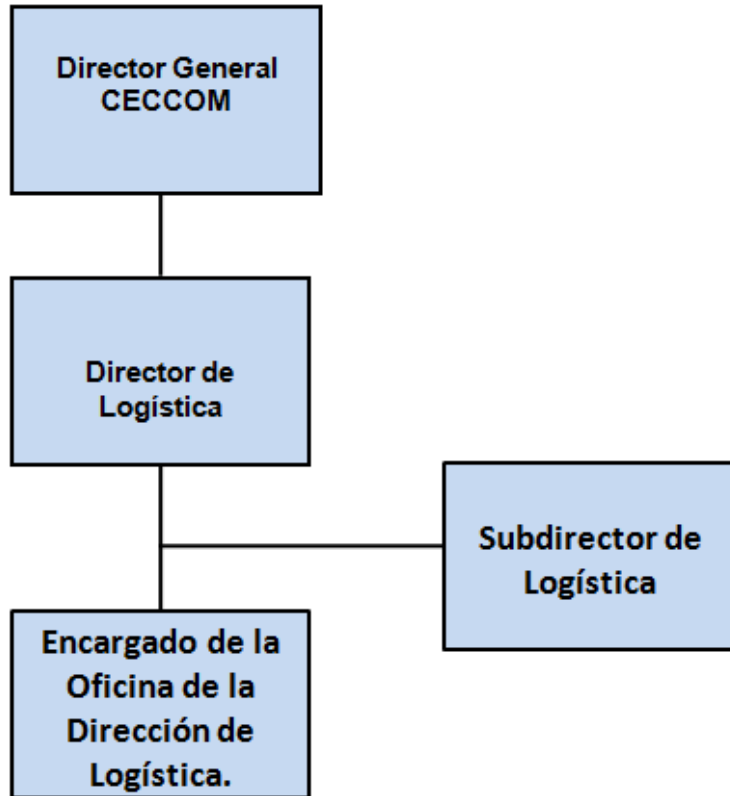 Director General
CECCOM
Director de
Logística
Subdirector de
Logística
Encargado de la
Oficina de la
Dirección de
Logística.